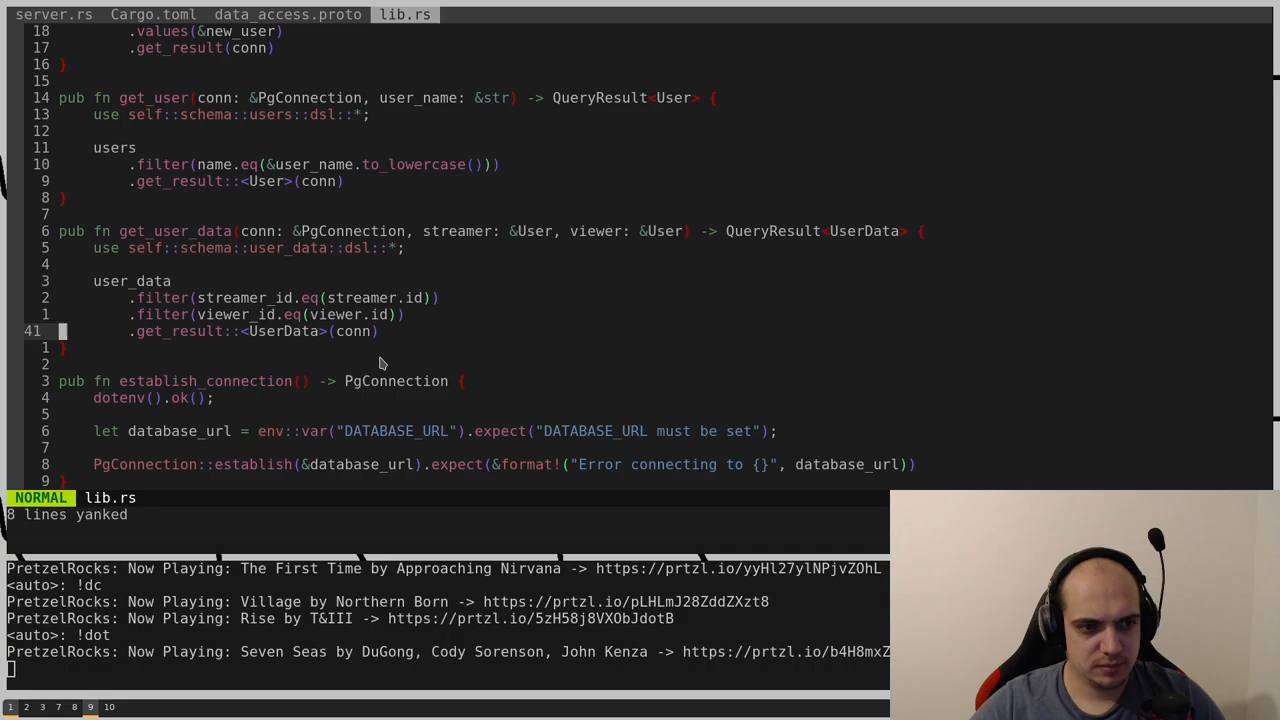 server.rs Cargo.toml data_access.proto lib.rs
18 .values(&new_user)
17 .get_result(conn)
16 }
15
14 pub fn get_user(conn: &PgConnection, user_name: &str) -> QueryResult<User> {
13 use self::schema::users::dsl::*;
12
11 users
10 .filter(name.eq(&user_name.to_lowercase()))
9 .get_result::<User>(conn)
8 }
7
6 pub fn get_user_data(conn: &PgConnection, streamer: &User, viewer: &User) -> QueryResult<UserData> {
5 use self::schema::user_data::dsl::*;
4
3 user_data
2 .filter(streamer_id.eq(streamer.id))
1 .filter(viewer_id.eq(viewer.id))
41 .get_result::<UserData>(conn)
1 }
2
3 pub fn establish_connection() -> PgConnection {
4 dotenv().ok();
5
6 let database_url = env::var("DATABASE_URL").expect("DATABASE_URL must be set");
7
8 PgConnection::establish(&database_url).expect(&format!("Error connecting to {}", database_url))
9 }
NORMAL lib.rs
8 lines yanked
PretzelRocks: Now Playing: The First Time by Approaching Nirvana -> https://prtzl.io/yyHl27ylNPjvZOhL
<auto>: !dc
PretzelRocks: Now Playing: Village by Northern Born -> https://prtzl.io/pLHLmJ28ZddZXzt8
PretzelRocks: Now Playing: Rise by T&III -> https://prtzl.io/5zH58j8VXObJdotB
<auto>: !dot
PretzelRocks: Now Playing: Seven Seas by DuGong, Cody Sorenson, John Kenza -> https://prtzl.io/b4H8mxZ
1 2 3 7 8 9 10